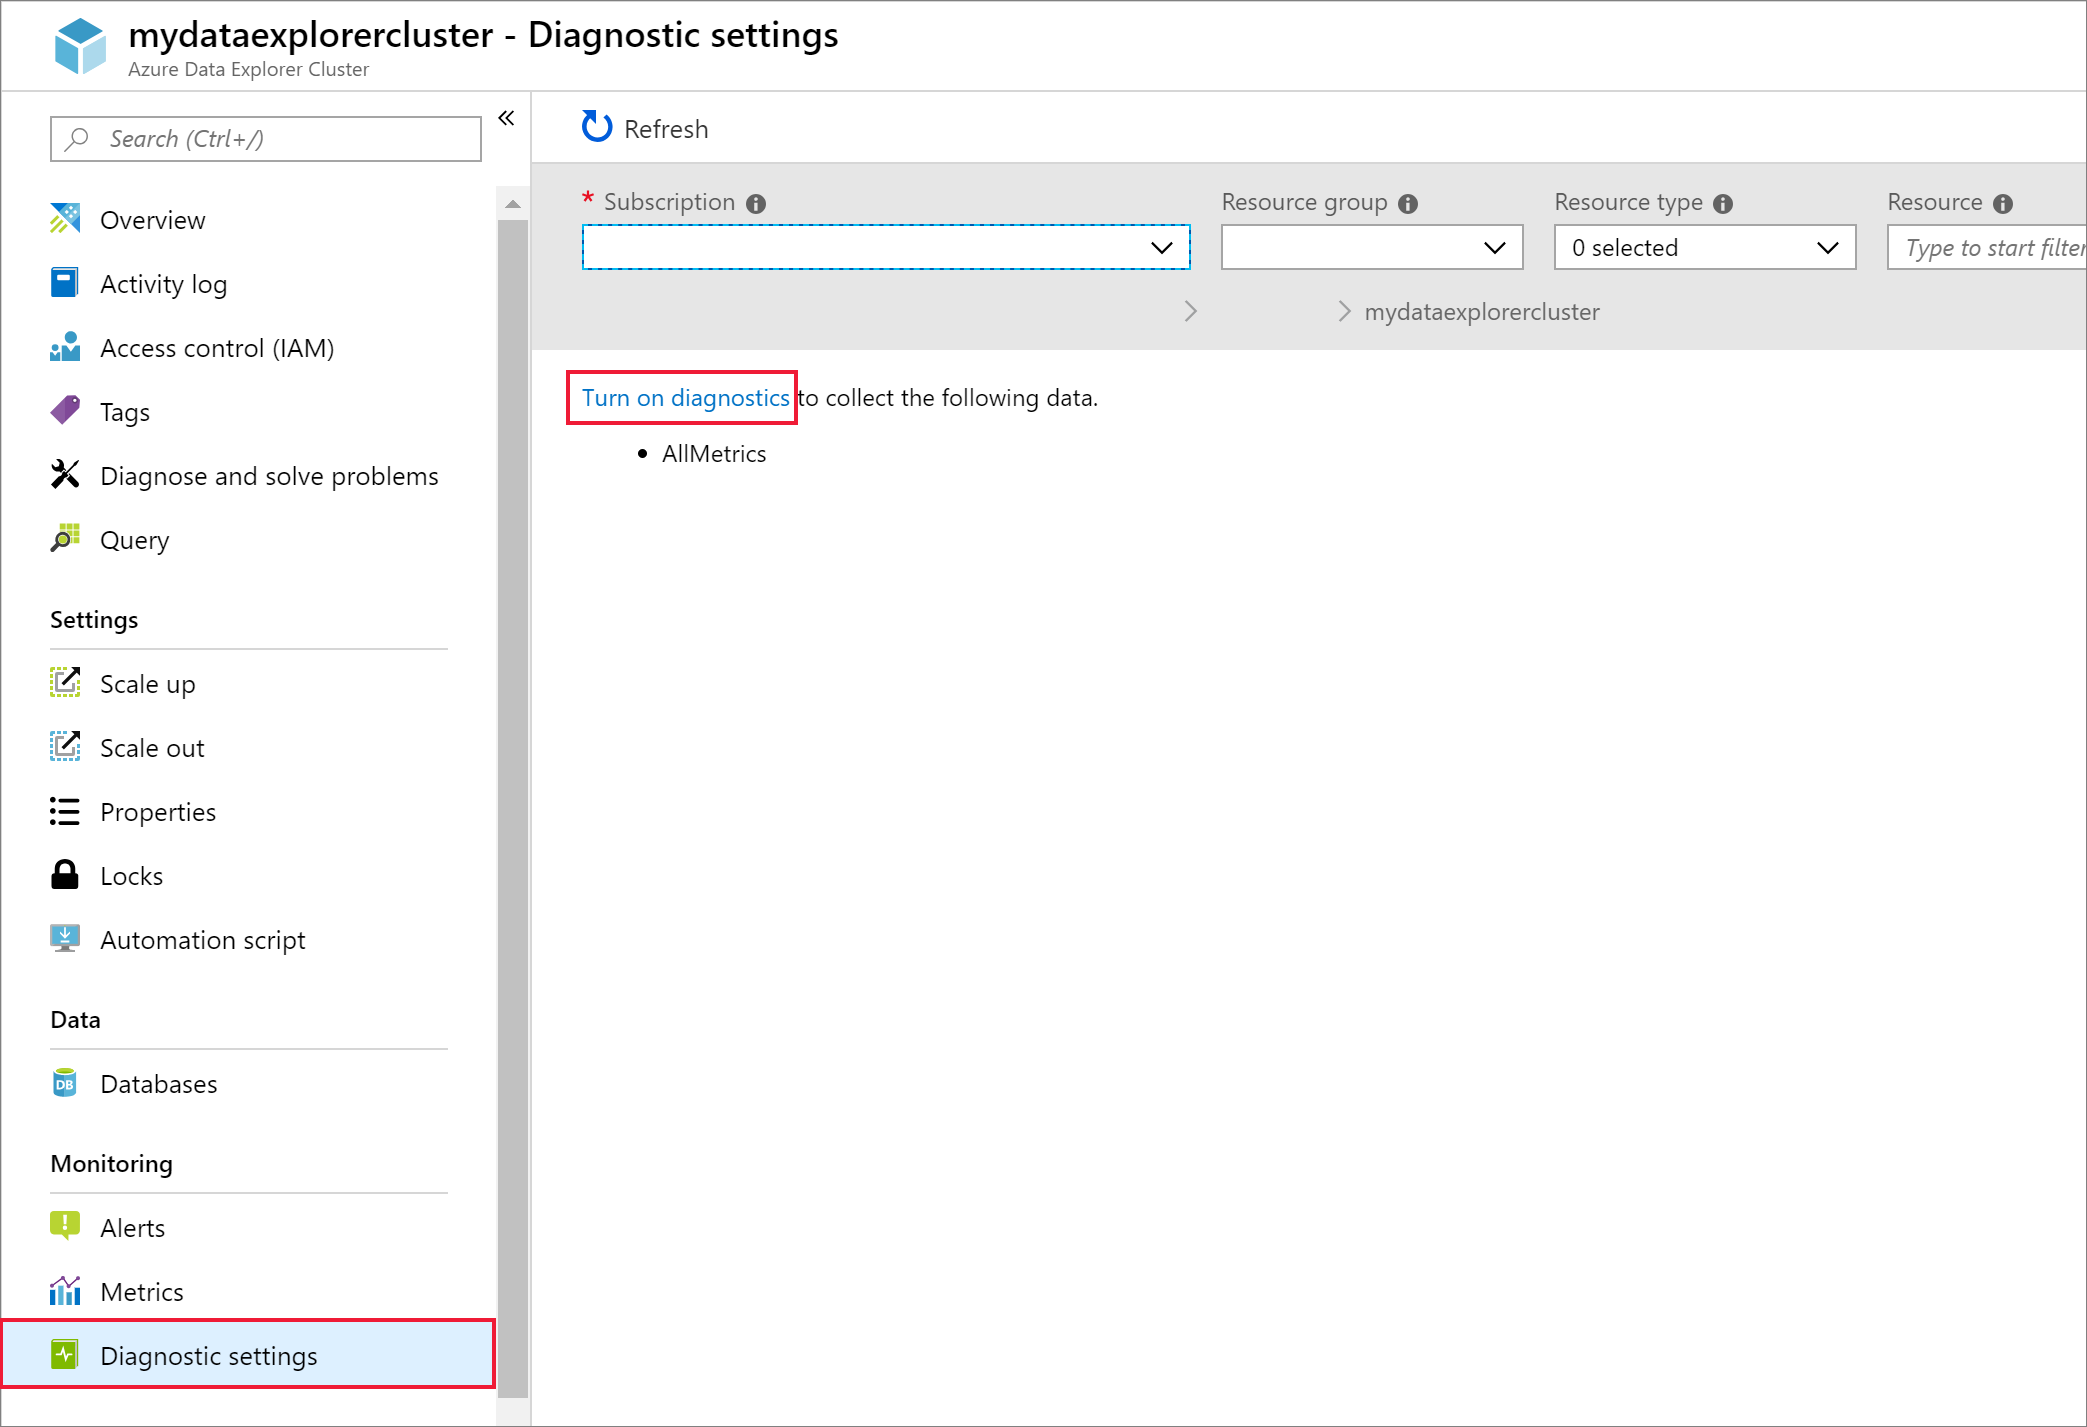 mydataexplorercluster - Diagnostic settings
Azure Data Explorer Cluster
Search (Ctrl+/)
«
Overview
Activity log
Access control (IAM)
Tags
Diagnose and solve problems
Query
Settings
Scale up
Scale out
Properties
Locks
Automation script
Data
DB
Databases
Monitoring
Alerts
Metrics
Diagnostic settings
Refresh
* Subscription
Resource group
Resource type
Resource
0 selected
Type to start filter
mydataexplorercluster
Turn on diagnostics to collect the following data.
• AllMetrics